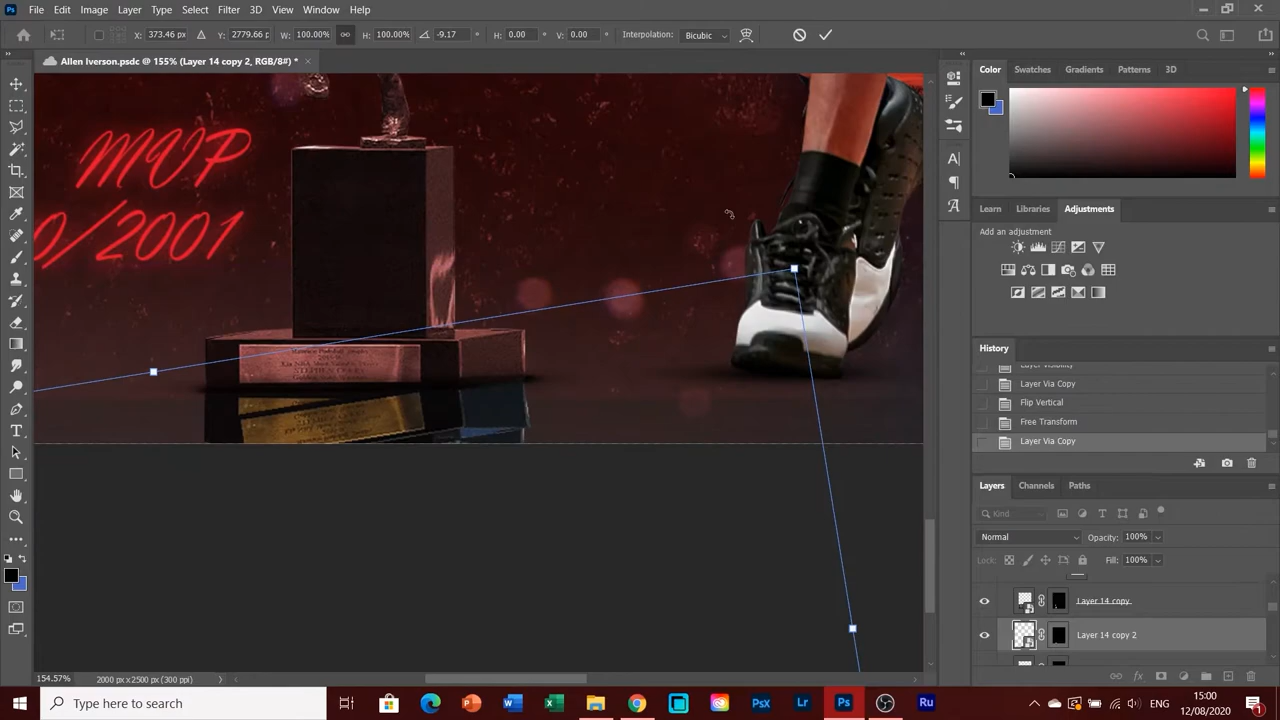 File Edit Image Layer Type Select Filter 3D View Window Help
X: 373.46 px Y: 2779.66 p W: 100.00% H: 100.00% -9.17 ° H: 0.00 ° V: 0.00 ° Interpolation: Bicubic
Allen Iverson.psdc @ 155% (Layer 14 copy 2, RGB/8#) *
Color Swatches Gradients Patterns 3D
MVP
0/2001
Learn Libraries Adjustments
Add an adjustment
History
Layer Visibility
Layer Via Copy
Flip Vertical
Free Transform
Layer Via Copy
Layers Channels Paths
Kind
Normal Opacity: 100%
Lock: Fill: 100%
Layer 14 copy
Layer 14 copy 2
154.57% 2000 px x 2500 px (300 ppi)
Type here to search
ENG
15:00
12/08/2020